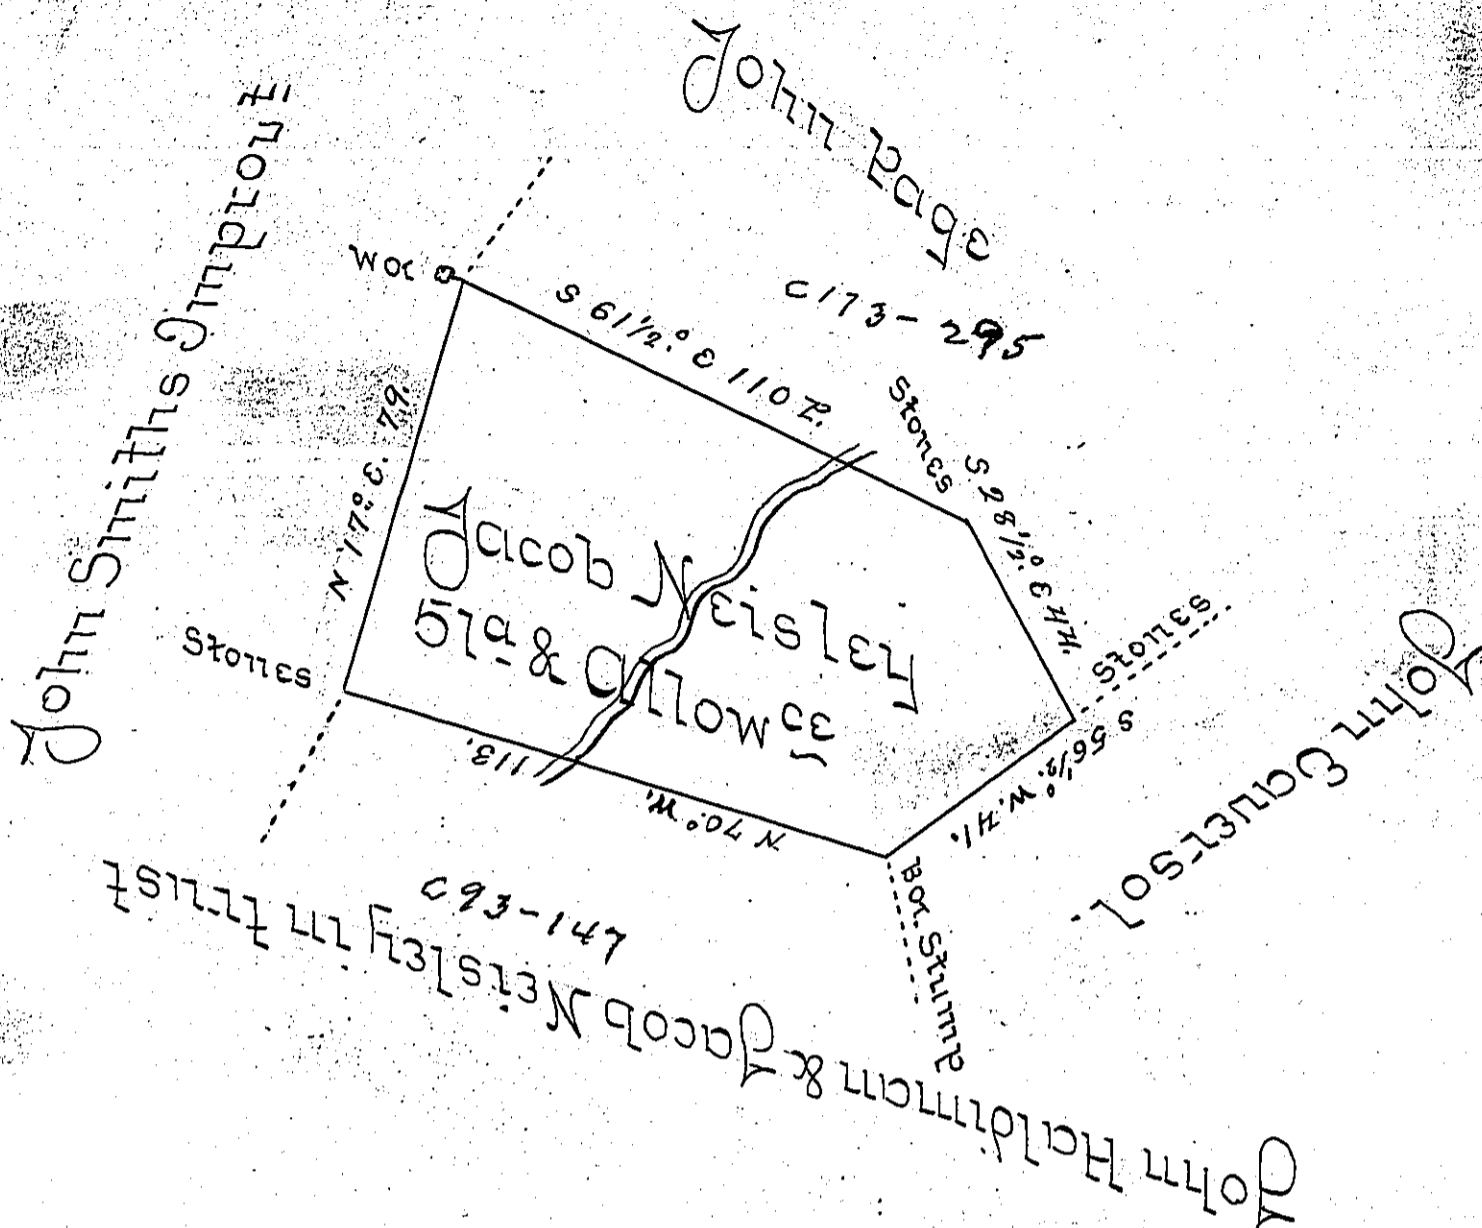 John Page
C173-295
John Smiths Improvt
WO
S 61½.° E 110 P.
Stones
S. 28½.° E 44.
N 17.° E. 79.
Jacob Neisley
51a & Allowce
Stones
Stones
S 56½.° W. 41.
N 70.° W. 113.
BO. Stump
John Eauersol.
C93-147
John Haldiman & Jacob Neisley in trust